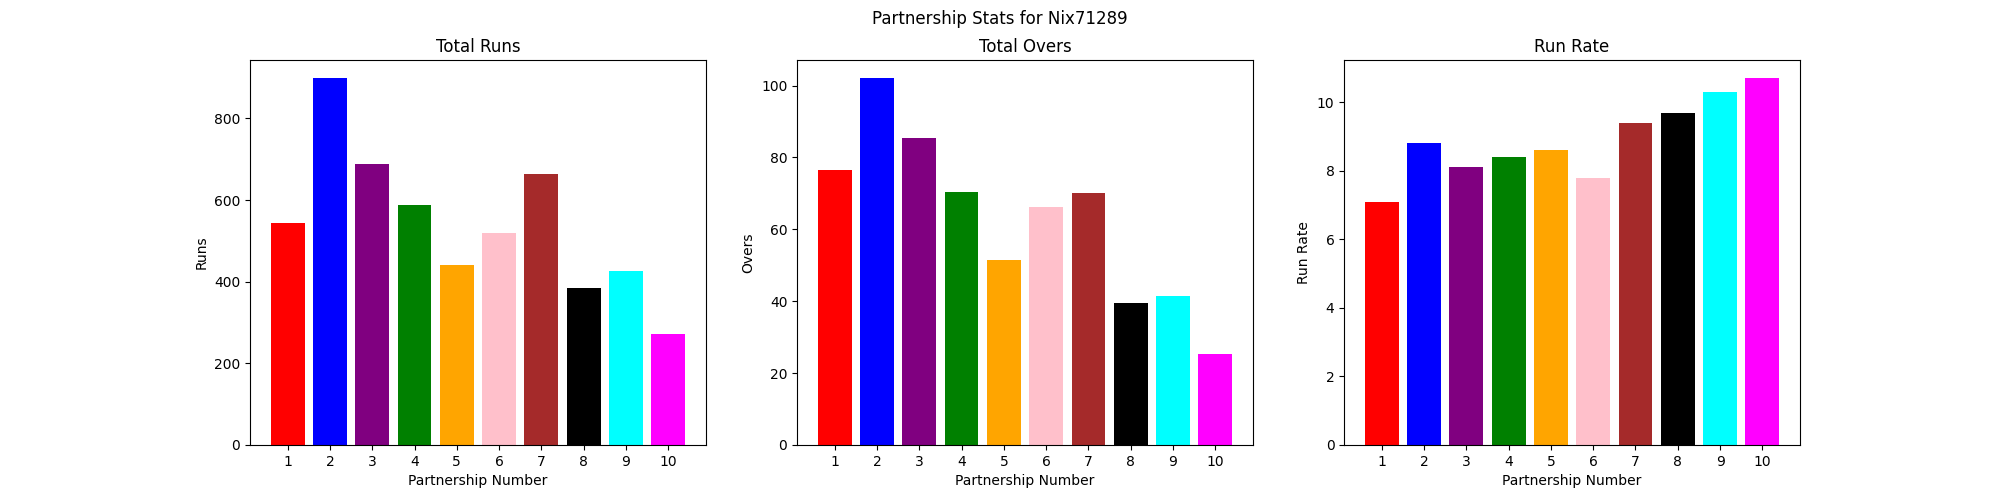 Partnership Stats for Nix71289
Total Runs
Runs
800
600
400
200
0
1 2 3 4 5 6 7 8 9 10
Partnership Number
Total Overs
Overs
100
80
60
40
20
0
1 2 3 4 5 6 7 8 9 10
Partnership Number
Run Rate
Run Rate
10
8
6
4
2
0
1 2 3 4 5 6 7 8 9 10
Partnership Number